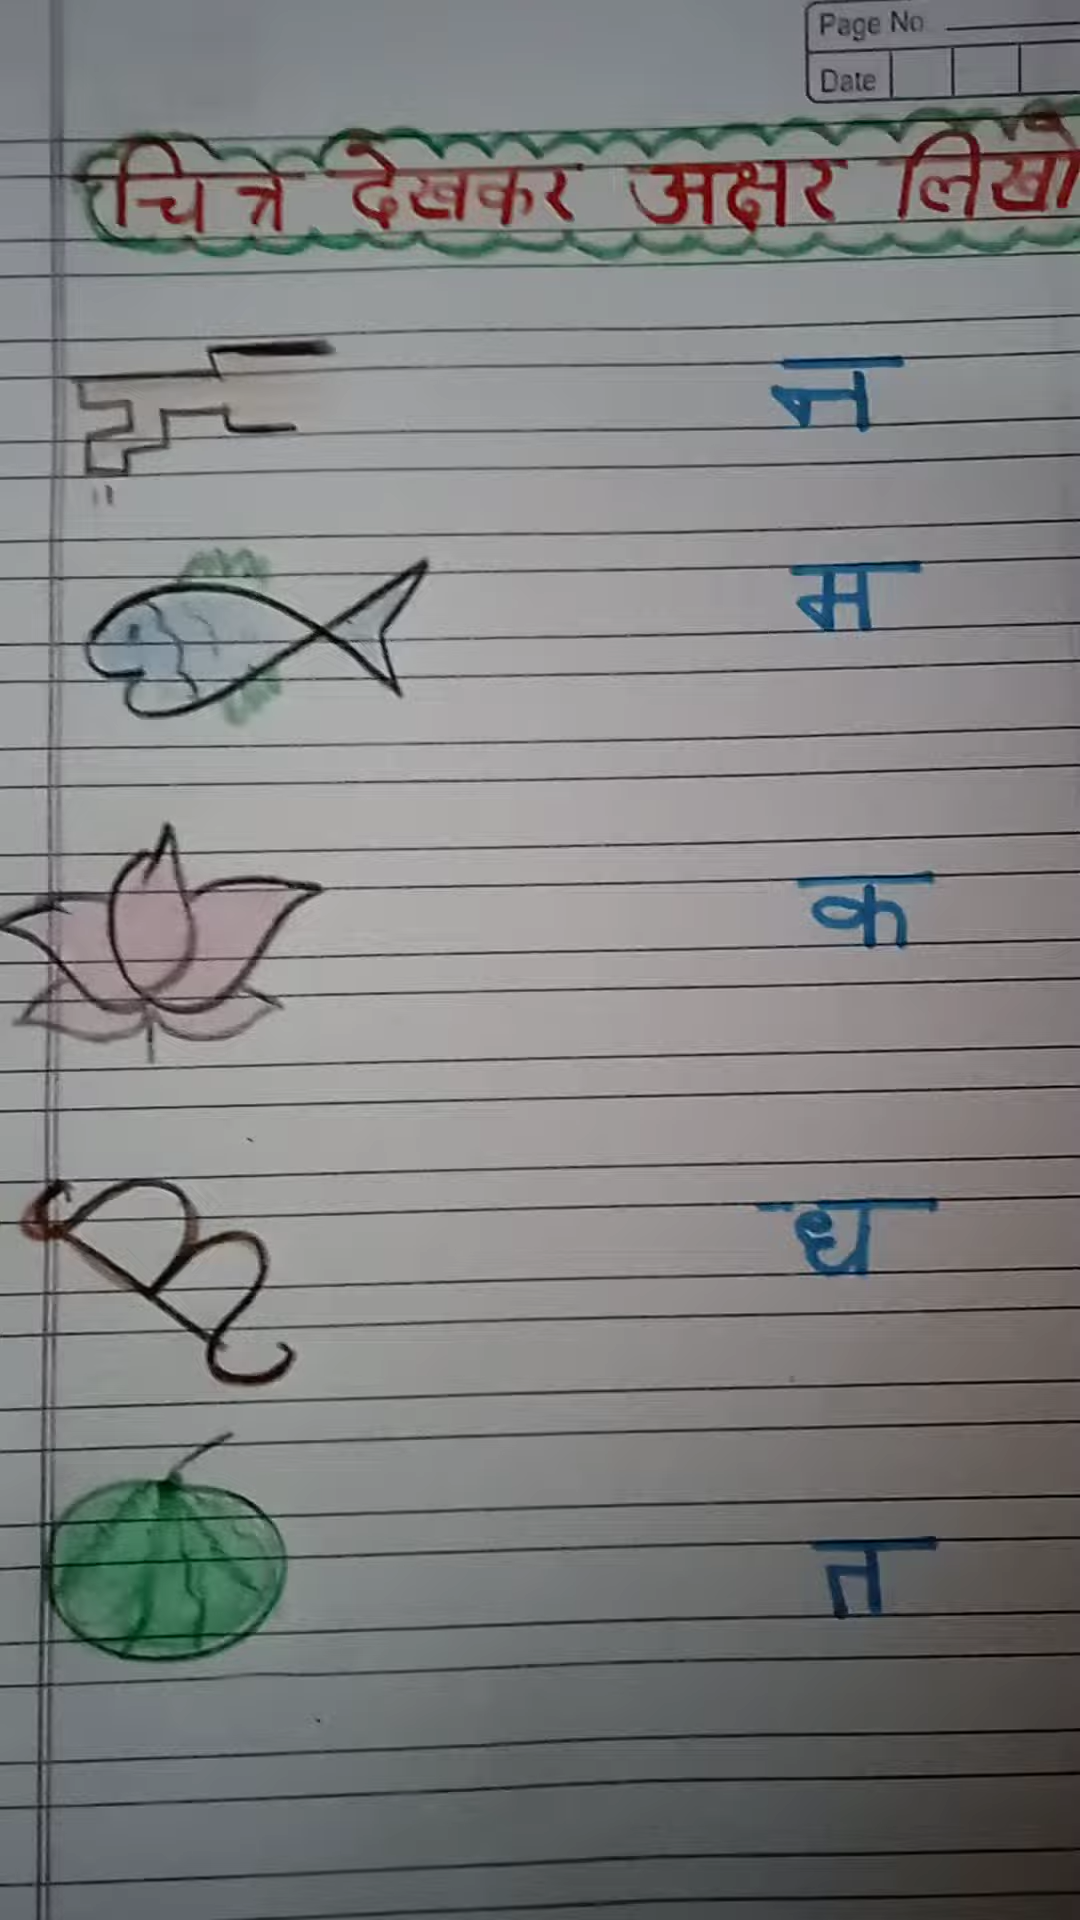 Page No
Date
चित्र देखकर अक्षर लिखो
न
म
क
ध
त